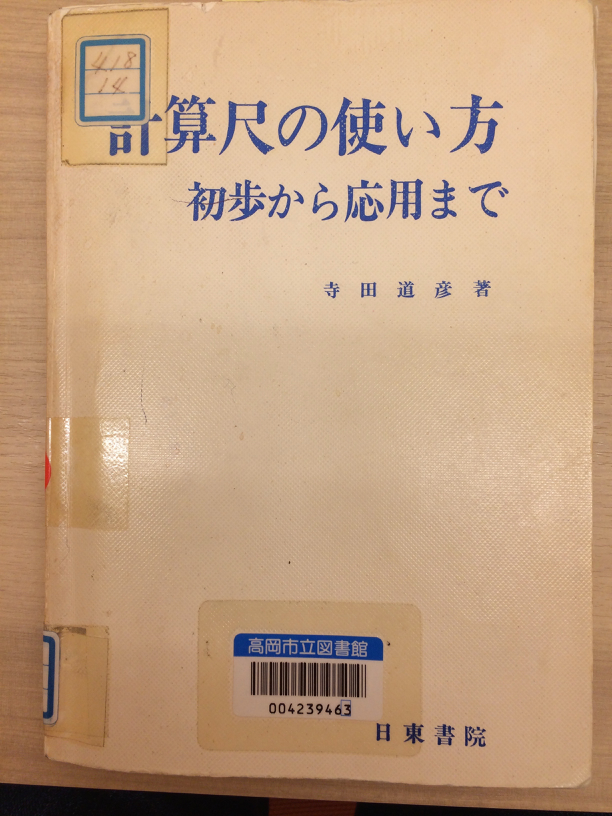 418
14
計算尺の使い方
初歩から応用まで
寺田道彦著
高岡市立図書館
004239463
日東書院